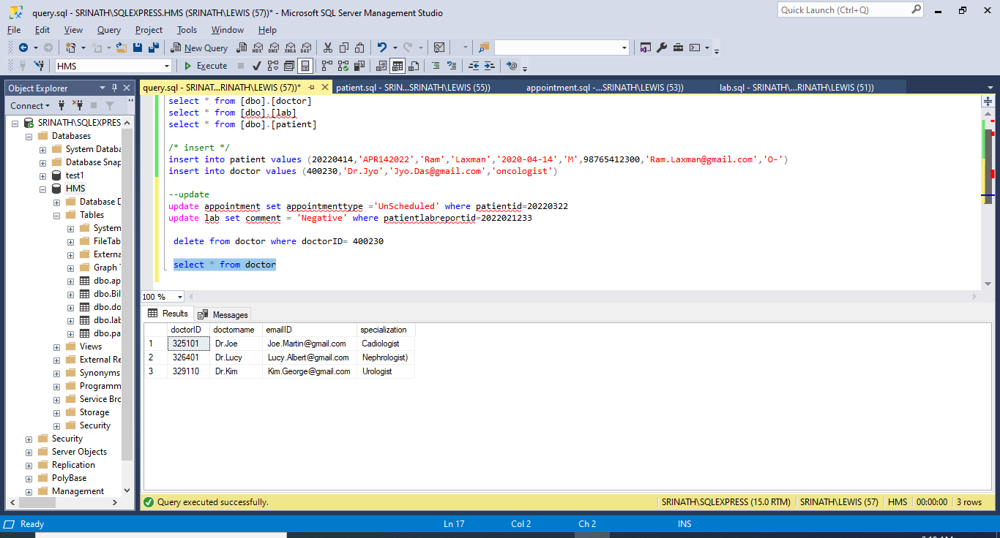 query.sql - SRINATH\SQLEXPRESS.HMS (SRINATH\LEWIS (57))* - Microsoft SQL Server Management Studio
Quick Launch (Ctrl+Q)
File Edit View Query Project Tools Window Help
New Query MDX DMX XMLA DAX
HMS Execute
Object Explorer
query.sql - SRINAT...RINATH\LEWIS (57))* patient.sql - SRIN...SRINATH\LEWIS (55)) appointment.sql -...SRINATH\LEWIS (53)) lab.sql - SRINATH\...RINATH\LEWIS (51))
Connect
SRINATH\SQLEXPRES
Databases
System Databa
Database Snap
test1
HMS
Database D
Tables
System
FileTab
Externa
Graph T
dbo.ap
dbo.Bil
dbo.do
dbo.lab
dbo.pa
Views
External Re
Synonyms
Programm
Service Bro
Storage
Security
Security
Server Objects
Replication
PolyBase
Management
select * from [dbo].[doctor]
select * from [dbo].[lab]
select * from [dbo].[patient]
/* insert */
insert into patient values (20220414,'APR142022','Ram','Laxman','2020-04-14','M',98765412300,'Ram.Laxman@gmail.com','O-')
insert into doctor values (400230,'Dr.Jyo','Jyo.Das@gmail.com','oncologist')
--update
update appointment set appointmenttype ='UnScheduled' where patientid=20220322
update lab set comment = 'Negative' where patientlabreportid=2022021233
delete from doctor where doctorID= 400230
select * from doctor
100 %
Results Messages
doctorID doctorname emailID specialization
1 325101 Dr.Joe Joe.Martin@gmail.com Cadiologist
2 326401 Dr.Lucy Lucy.Albert@gmail.com Nephrologist)
3 329110 Dr.Kim Kim.George@gmail.com Urologist
Query executed successfully. SRINATH\SQLEXPRESS (15.0 RTM) SRINATH\LEWIS (57) HMS 00:00:00 3 rows
Ready Ln 17 Col 2 Ch 2 INS